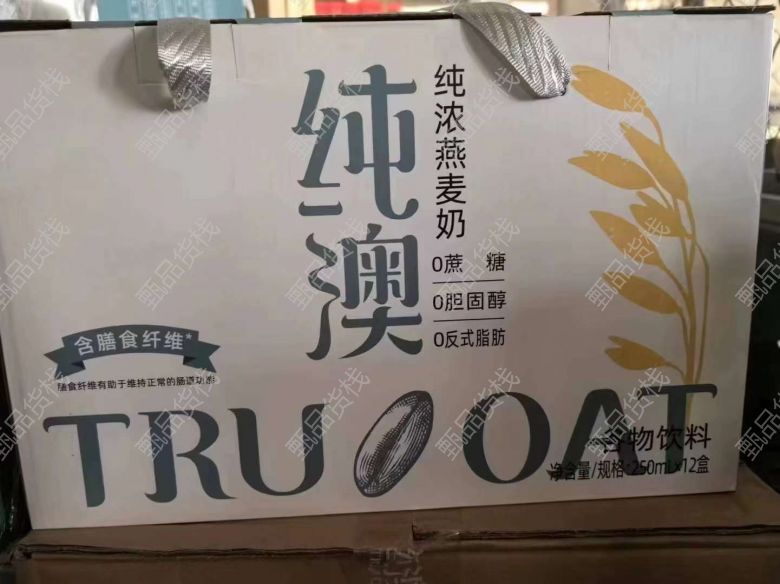 纯澳
纯浓燕麦奶
0蔗糖
0胆固醇
0反式脂肪
含膳食纤维*
膳食纤维有助于维持正常的肠道功能
TRU OAT
谷物饮料
净含量/规格:250mL×12盒
甄品货栈